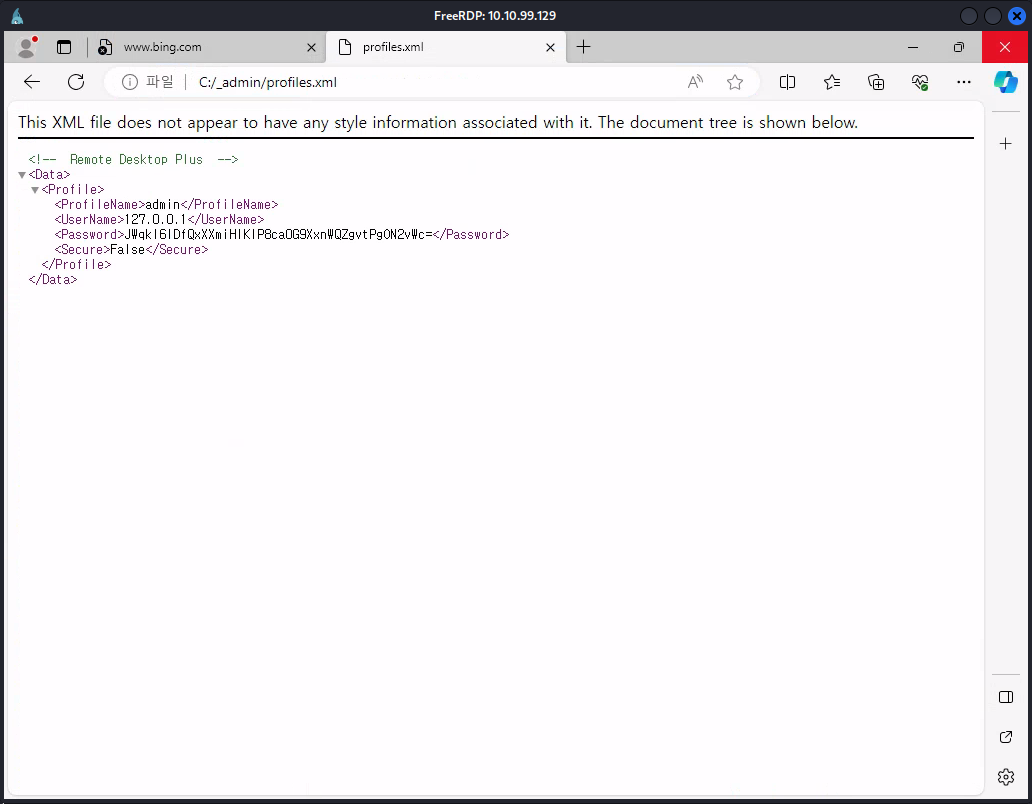 FreeRDP: 10.10.99.129
www.bing.com
profiles.xml
파일
C:/_admin/profiles.xml
This XML file does not appear to have any style information associated with it. The document tree is shown below.
<!--  Remote Desktop Plus  -->
<Data>
<Profile>
<ProfileName>admin</ProfileName>
<UserName>127.0.0.1</UserName>
<Password>JWqkl6IDfQxXXmiHIKIP8ca0G9XxnWQZgvtPgON2vWc=</Password>
<Secure>False</Secure>
</Profile>
</Data>